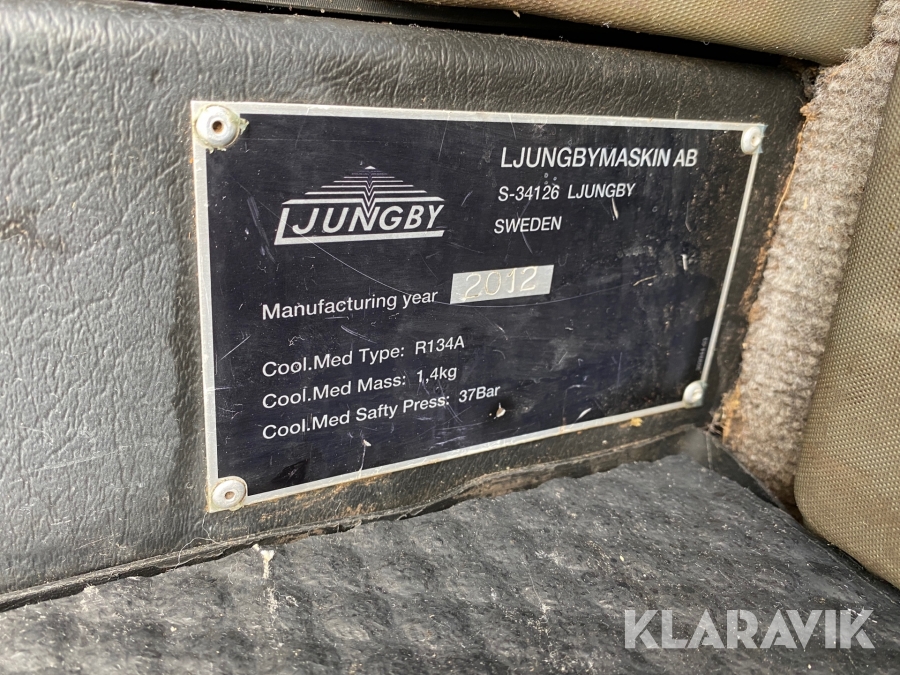 LJUNGBY
LJUNGBYMASKIN AB
S-34126 LJUNGBY
SWEDEN
Manufacturing year 2012
Cool.Med Type: R134A
Cool.Med Mass: 1,4kg
Cool.Med Safty Press: 37Bar
KLARAVIK